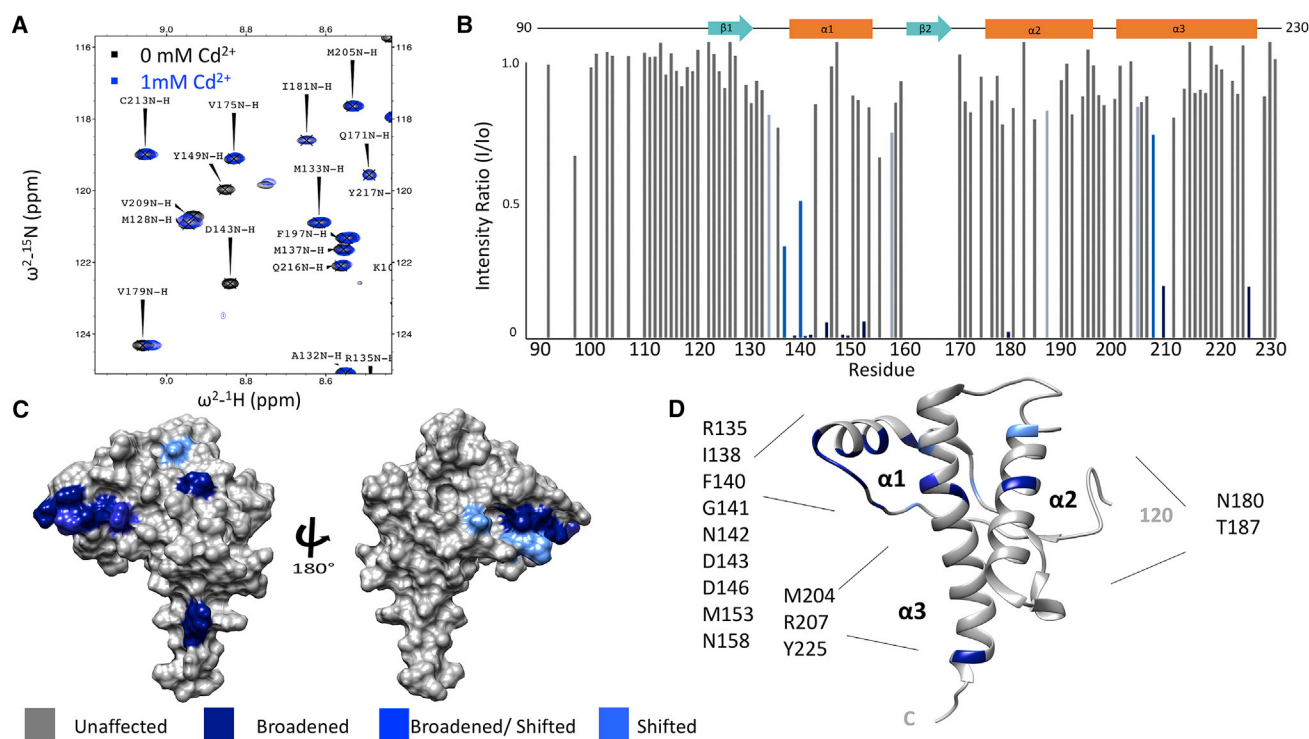 A
116
118
120
122
124
9.0
8.8
8.6
9.0
8.8
8.6
0 mM Cd2+
1mM Cd2+
M205N-H
I181N-H
C213N-H
V175N-H
Q171N-H
Y149N-H
M133N-H
Y217N-
V209N-H
M128N-H
D143N-H
F197N-H
M137N-H
Q216N-H
K10
V179N-H
A132N-H
R135N-H
ω2-15N (ppm)
ω2-1H (ppm)
B
90
β1
α1
β2
α2
α3
230
Intensity Ratio (I/Io)
1.0
0.5
0
90 100 110 120 130 140 150 160 170 180 190 200 210 220 230
Residue
C
180°
D
R135
I138
F140
G141
N142
D143
D146
M153
N158
M204
R207
Y225
α1
α2
α3
120
C
N180
T187
Unaffected
Broadened
Broadened/ Shifted
Shifted